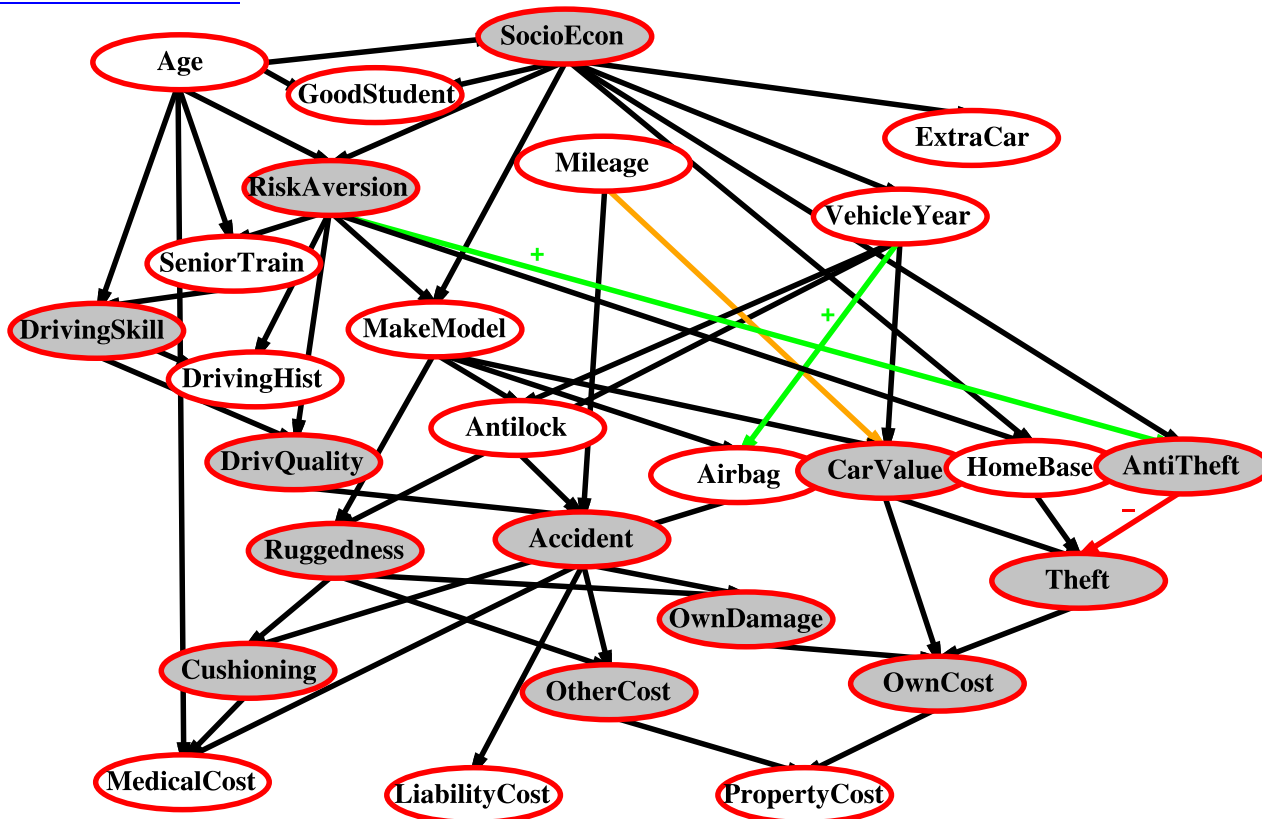 SocioEcon
Age
GoodStudent
ExtraCar
Mileage
RiskAversion
VehicleYear
+
SeniorTrain
+
DrivingSkill
MakeModel
DrivingHist
Antilock
DrivQuality
Airbag
CarValue
HomeBase
AntiTheft
−
Ruggedness
Accident
Theft
OwnDamage
Cushioning
OtherCost
OwnCost
MedicalCost
LiabilityCost
PropertyCost